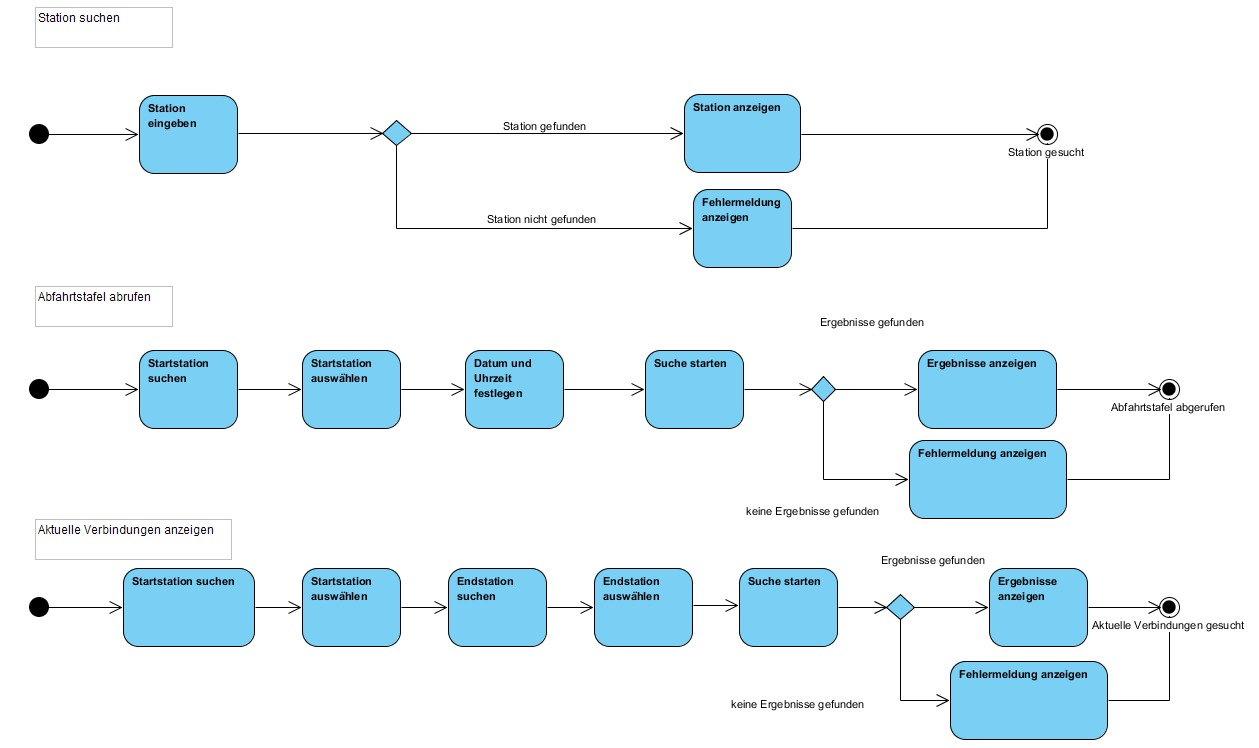 Station suchen
Station
eingeben
Station gefunden
Station anzeigen
Station gesucht
Station nicht gefunden
Fehlermeldung
anzeigen
Abfahrtstafel abrufen
Startstation
suchen
Startstation
auswählen
Datum und
Uhrzeit
festlegen
Suche starten
Ergebnisse gefunden
Ergebnisse anzeigen
Abfahrtstafel abgerufen
keine Ergebnisse gefunden
Fehlermeldung anzeigen
Aktuelle Verbindungen anzeigen
Startstation suchen
Startstation
auswählen
Endstation
suchen
Endstation
auswählen
Suche starten
Ergebnisse gefunden
Ergebnisse
anzeigen
Aktuelle Verbindungen gesucht
keine Ergebnisse gefunden
Fehlermeldung anzeigen